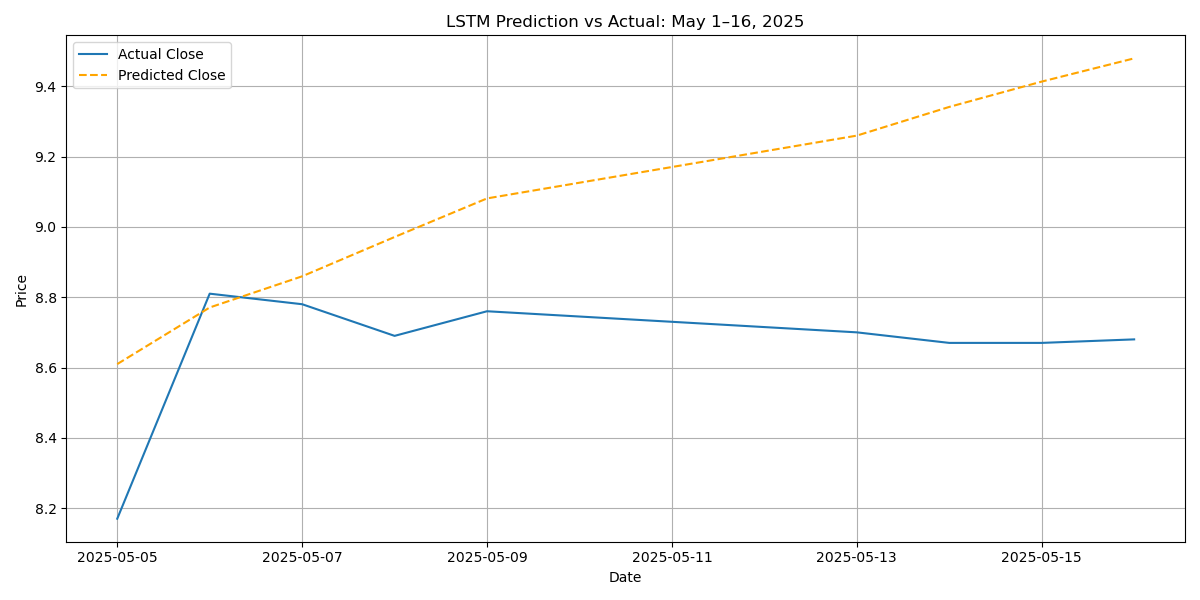 LSTM Prediction vs Actual: May 1–16, 2025
Actual Close
Predicted Close
9.4
9.2
9.0
8.8
8.6
8.4
8.2
Price
2025-05-05 2025-05-07 2025-05-09 2025-05-11 2025-05-13 2025-05-15
Date